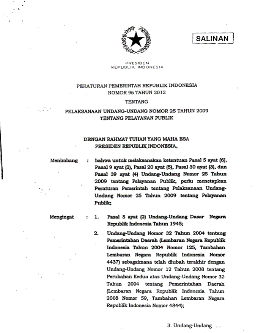 SALINAN
PRESIDEN
REPUBLIK INDONESIA
PERATURAN PEMERINTAH REPUBLIK INDONESIA
NOMOR 96 TAHUN 2012
TENTANG
PELAKSANAAN UNDANG-UNDANG NOMOR 25 TAHUN 2009
TENTANG PELAYANAN PUBLIK
DENGAN RAHMAT TUHAN YANG MAHA ESA
PRESIDEN REPUBLIK INDONESIA,
Menimbang : bahwa untuk melaksanakan ketentuan Pasal 5 ayat (6),
Pasal 9 ayat (2), Pasal 20 ayat (5), Pasal 30 ayat (3), dan
Pasal 39 ayat (4) Undang-Undang Nomor 25 Tahun
2009 tentang Pelayanan Publik, perlu menetapkan
Peraturan Pemerintah tentang Pelaksanaan Undang-
Undang Nomor 25 Tahun 2009 tentang Pelayanan
Publik;
Mengingat : 1. Pasal 5 ayat (2) Undang-Undang Dasar Negara
Republik Indonesia Tahun 1945;
2. Undang-Undang Nomor 32 Tahun 2004 tentang
Pemerintahan Daerah (Lembaran Negara Republik
Indonesia Tahun 2004 Nomor 125, Tambahan
Lembaran Negara Republik Indonesia Nomor
4437) sebagaimana telah diubah terakhir dengan
Undang-Undang Nomor 12 Tahun 2008 tentang
Perubahan Kedua atas Undang-Undang Nomor 32
Tahun 2004 tentang Pemerintahan Daerah
(Lembaran Negara Republik Indonesia Tahun
2008 Nomor 59, Tambahan Lembaran Negara
Republik Indonesia Nomor 4844);
3. Undang-Undang